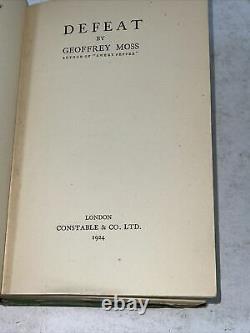 DEFEAT
BY
GEOFFREY MOSS
AUTHOR OF "SWEET PEPPER"
LONDON
CONSTABLE & CO. LTD.
1924